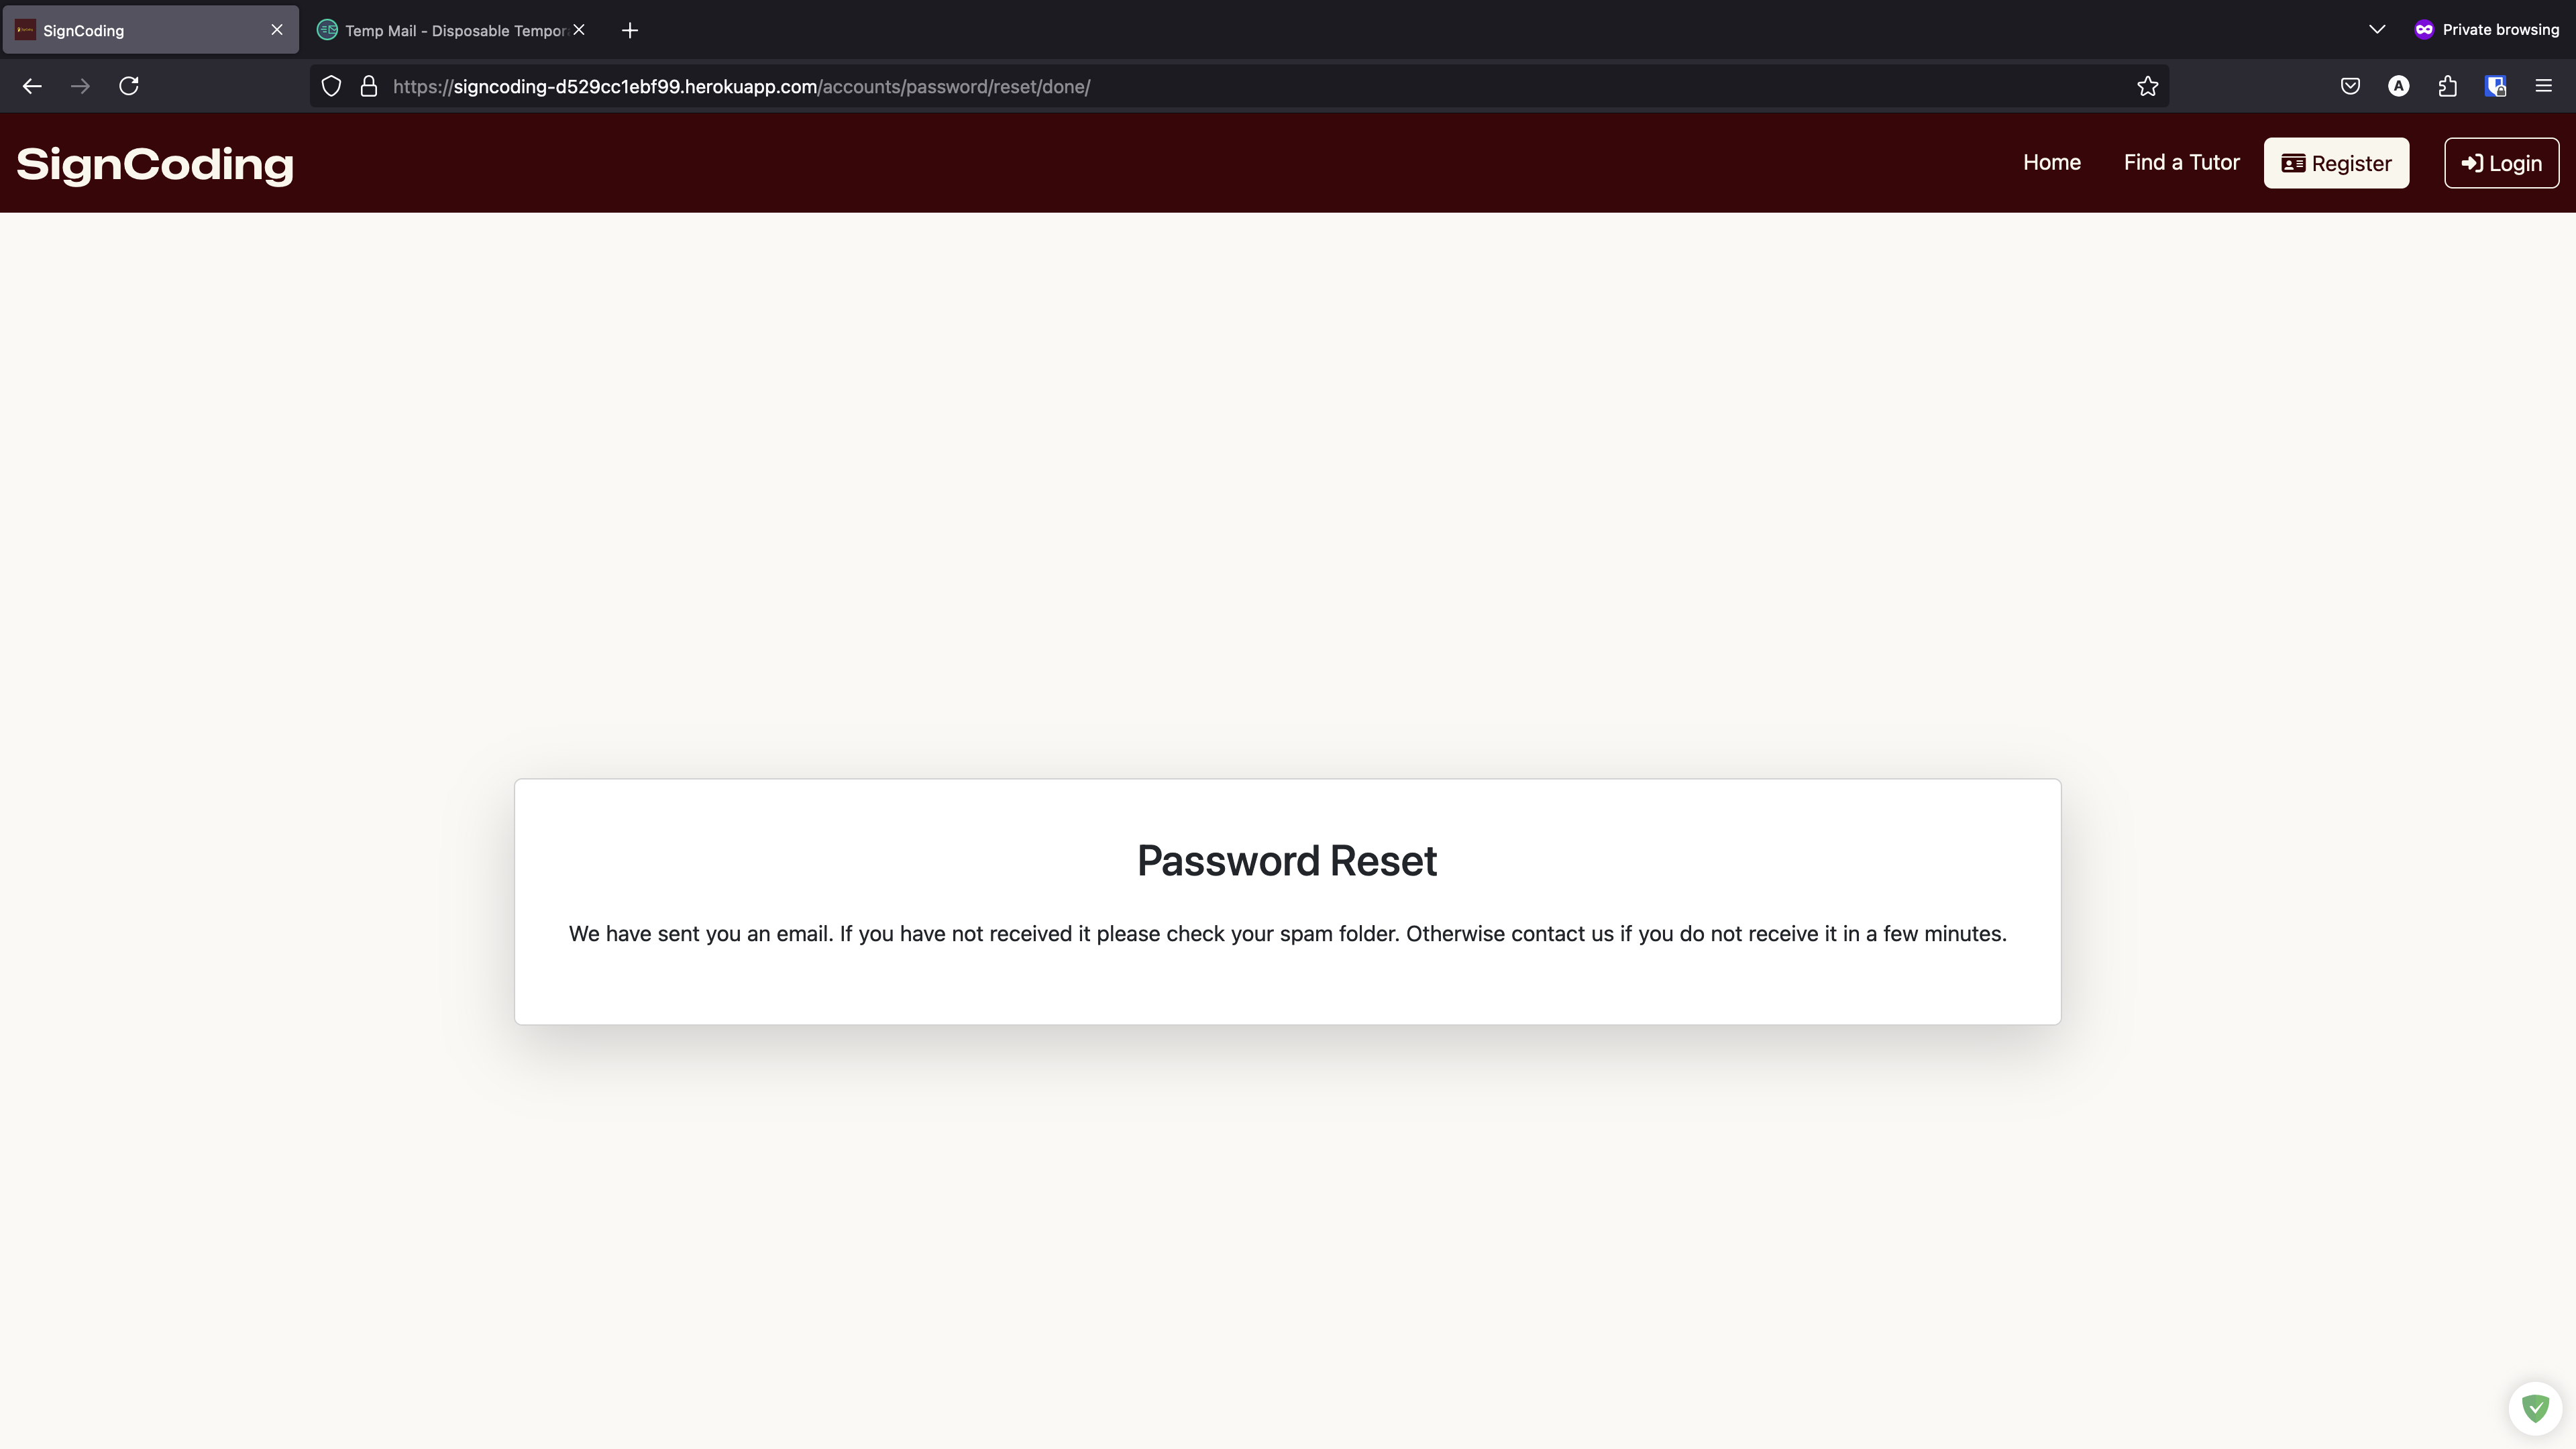 SignCoding
Temp Mail - Disposable Tempor
Private browsing
https://signcoding-d529cc1ebf99.herokuapp.com/accounts/password/reset/done/
A
SignCoding
Home
Find a Tutor
Register
Login
Password Reset
We have sent you an email. If you have not received it please check your spam folder. Otherwise contact us if you do not receive it in a few minutes.